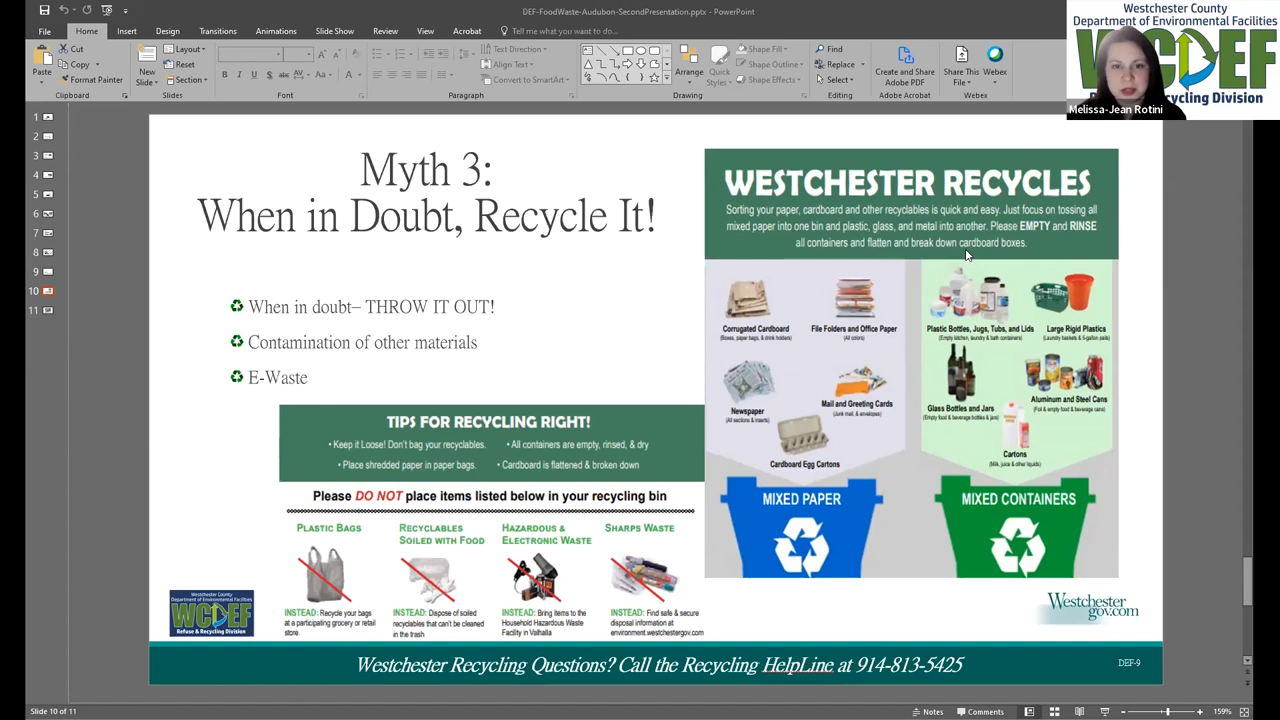 DEF-FoodWaste-Audubon-SecondPresentation.pptx - PowerPoint
File Home Insert Design Transitions Animations Slide Show Review View Acrobat Tell me what you want to do
Paste
Cut
Copy
Format Painter
Clipboard
New Slide
Layout
Reset
Section
Slides
Font
Text Direction
Align Text
Convert to SmartArt
Paragraph
Arrange
Quick Styles
Shape Fill
Shape Outline
Shape Effects
Drawing
Find
Replace
Select
Editing
Create and Share Adobe PDF
Adobe Acrobat
Share This File
Webex
Webex
Westchester County
Department of Environmental Facilities
Melissa-Jean Rotini
1
2
3
4
5
6
7
8
9
10
11
Myth 3:
When in Doubt, Recycle It!
When in doubt– THROW IT OUT!
Contamination of other materials
E-Waste
TIPS FOR RECYCLING RIGHT!
• Keep it Loose! Don't bag your recyclables. • All containers are empty, rinsed, & dry
• Place shredded paper in paper bags. • Cardboard is flattened & broken down
Please DO NOT place items listed below in your recycling bin
PLASTIC BAGS
INSTEAD: Recycle your bags
at a participating grocery or retail
store.
RECYCLABLES
SOILED WITH FOOD
INSTEAD: Dispose of soiled
recyclables that can't be cleaned
in the trash
HAZARDOUS &
ELECTRONIC WASTE
INSTEAD: Bring items to the
Household Hazardous Waste
Facility in Valhalla
SHARPS WASTE
INSTEAD: Find safe & secure
disposal information at
environment.westchestergov.com
WESTCHESTER RECYCLES
Sorting your paper, cardboard and other recyclables is quick and easy. Just focus on tossing all
mixed paper into one bin and plastic, glass, and metal into another. Please EMPTY and RINSE
all containers and flatten and break down cardboard boxes.
Corrugated Cardboard
(Boxes, paper bags, & drink holders)
File Folders and Office Paper
(All colors)
Newspaper
(All sections & inserts)
Mail and Greeting Cards
(Junk mail, & envelopes)
Cardboard Egg Cartons
MIXED PAPER
Plastic Bottles, Jugs, Tubs, and Lids
(Empty kitchen, laundry & bath containers)
Large Rigid Plastics
(Laundry baskets & 5-gallon pails)
Glass Bottles and Jars
(Empty food & beverage bottles & jars)
Aluminum and Steel Cans
(Foil & empty food & beverage cans)
Cartons
(Milk, juice & other liquids)
MIXED CONTAINERS
Westchester County
Department of Environmental Facilities
WCDEF
Refuse & Recycling Division
Westchester
gov.com
Westchester Recycling Questions? Call the Recycling HelpLine at 914-813-5425
DEF-9
Slide 10 of 11
Notes
Comments
159%